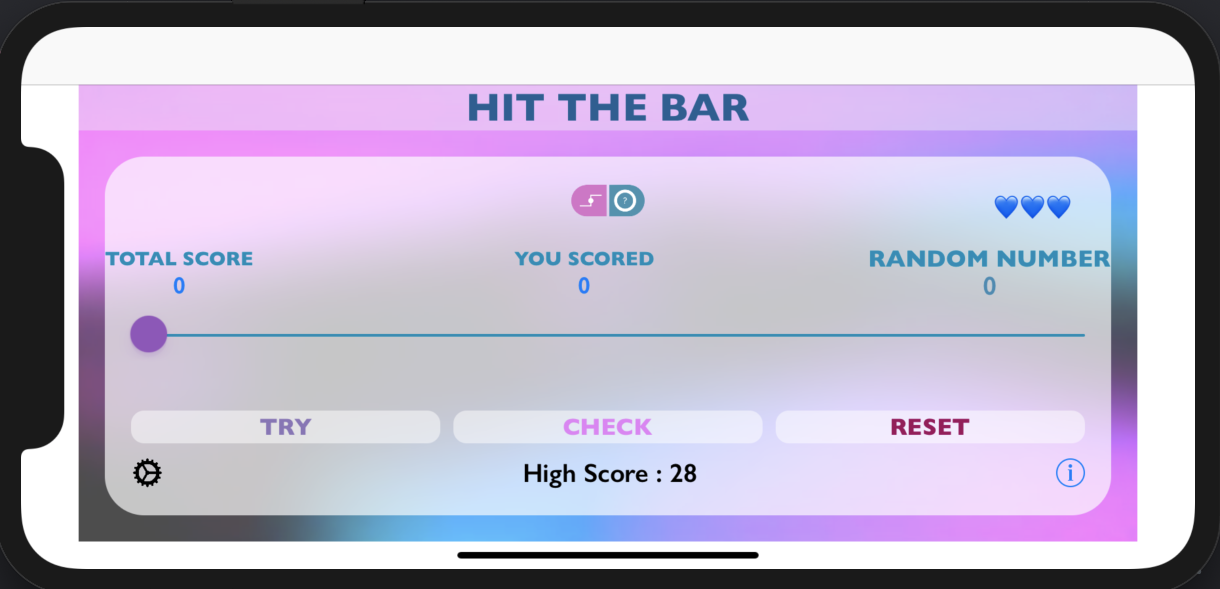 HIT THE BAR
?
TOTAL SCORE
0
YOU SCORED
0
RANDOM NUMBER
0
TRY
CHECK
RESET
High Score : 28
i